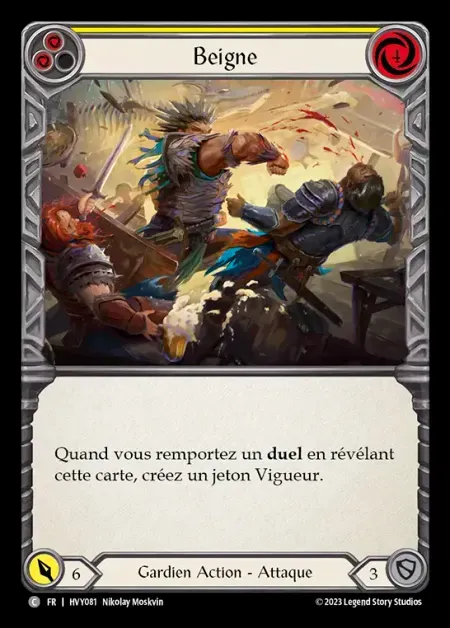 Beigne
4
Quand vous remportez un duel en révélant
cette carte, créez un jeton Vigueur.
6
Gardien Action - Attaque
3
C FR | HVY081 Nikolay Moskvin
© 2023 Legend Story Studios